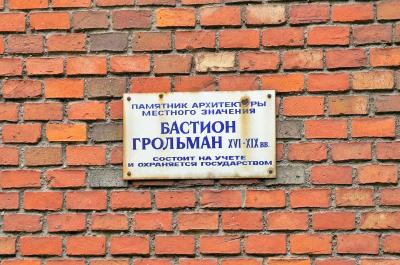 ПАМЯТНИК АРХИТЕКТУРЫ
МЕСТНОГО ЗНАЧЕНИЯ
БАСТИОН
ГРОЛЬМАН XVI-XIX ВВ.
СОСТОИТ НА УЧЕТЕ
И ОХРАНЯЕТСЯ ГОСУДАРСТВОМ